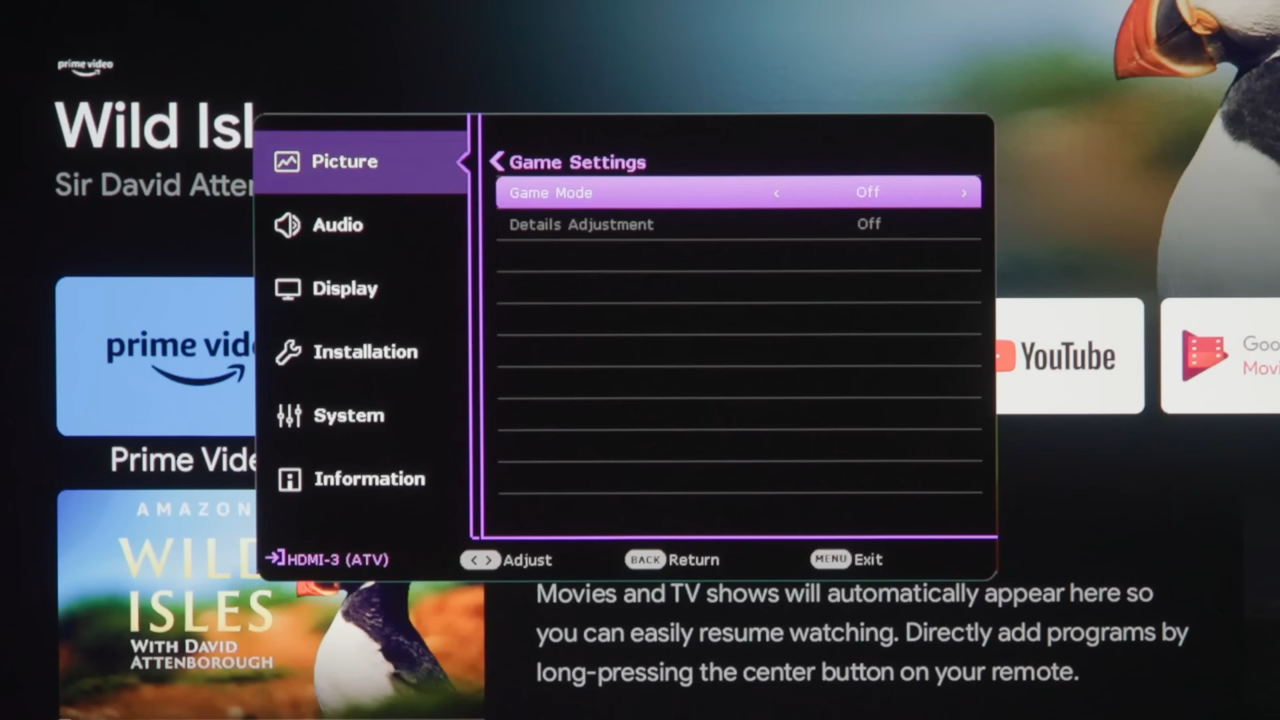 prime video
Wild Isl
Sir David Atten
Picture
Audio
Display
Installation
System
Information
Game Settings
Game Mode ‹ Off ›
Details Adjustment Off
HDMI-3 (ATV)
< > Adjust
BACK Return
MENU Exit
prime vide
YouTube
Goo
Movi
Prime Vide
AMAZON
WILD
ISLES
WITH DAVID
ATTENBOROUGH
Movies and TV shows will automatically appear here so
you can easily resume watching. Directly add programs by
long-pressing the center button on your remote.